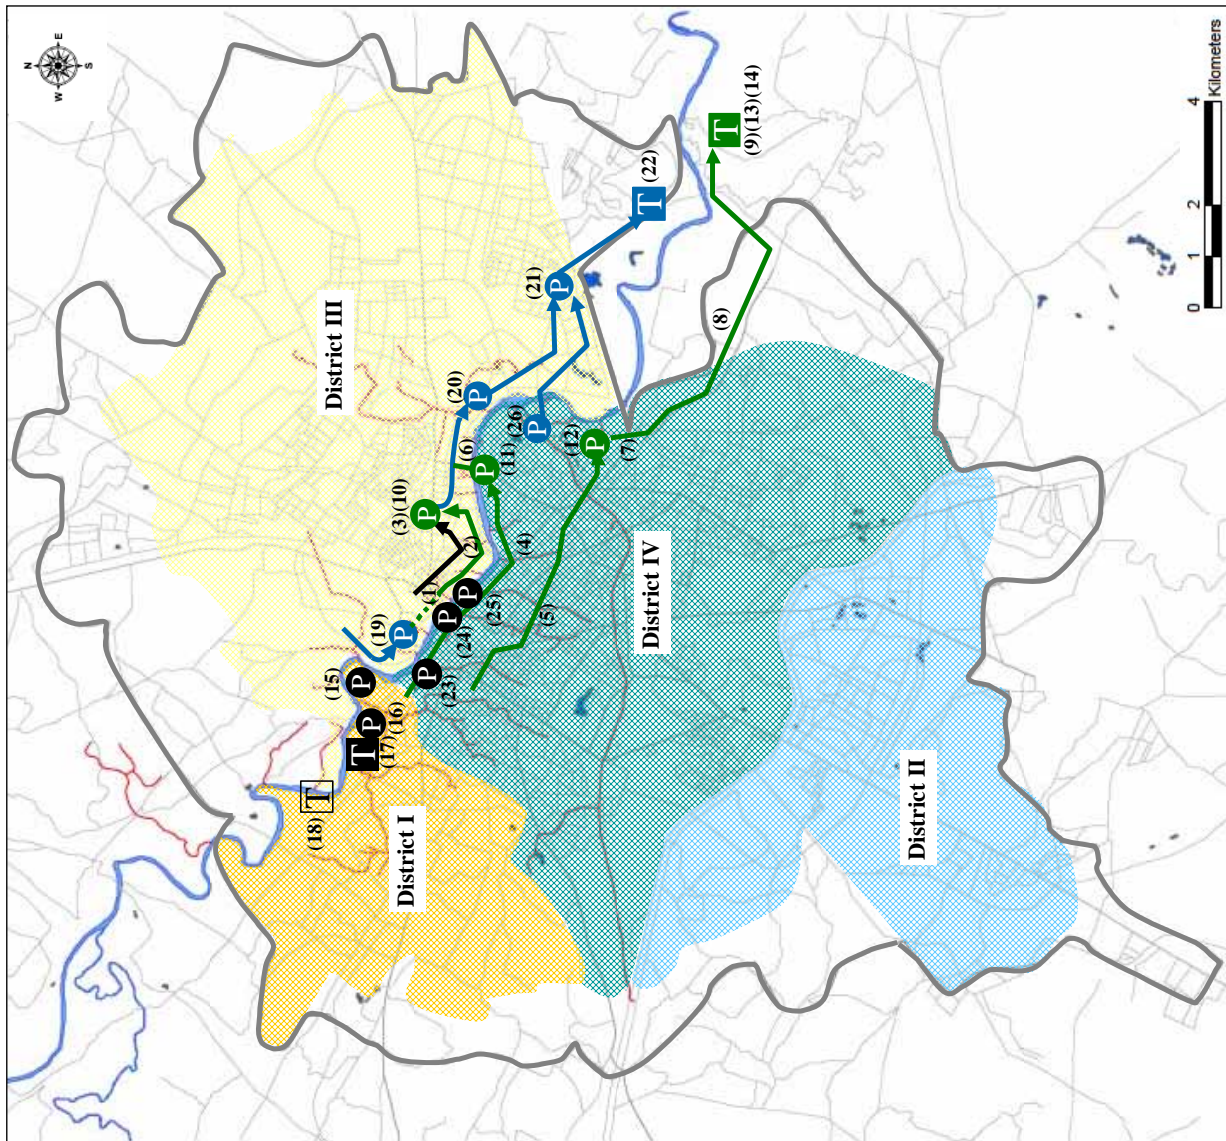 N
W E
S
District III
(22)
T
T
(9)(13)(14)
(21)
P
(8)
(20)
P
(26)
P
(12)
P
(7)
(6)
P
(11)
(3)(10)
P
(2)
(4)
(1)
P
(25)
P
(24)
(19)
P
(5)
(15)
P
P
(23)
P
(16)
T
(17)
(18)
T
District I
District IV
District II
0 1 2 4
Kilometers